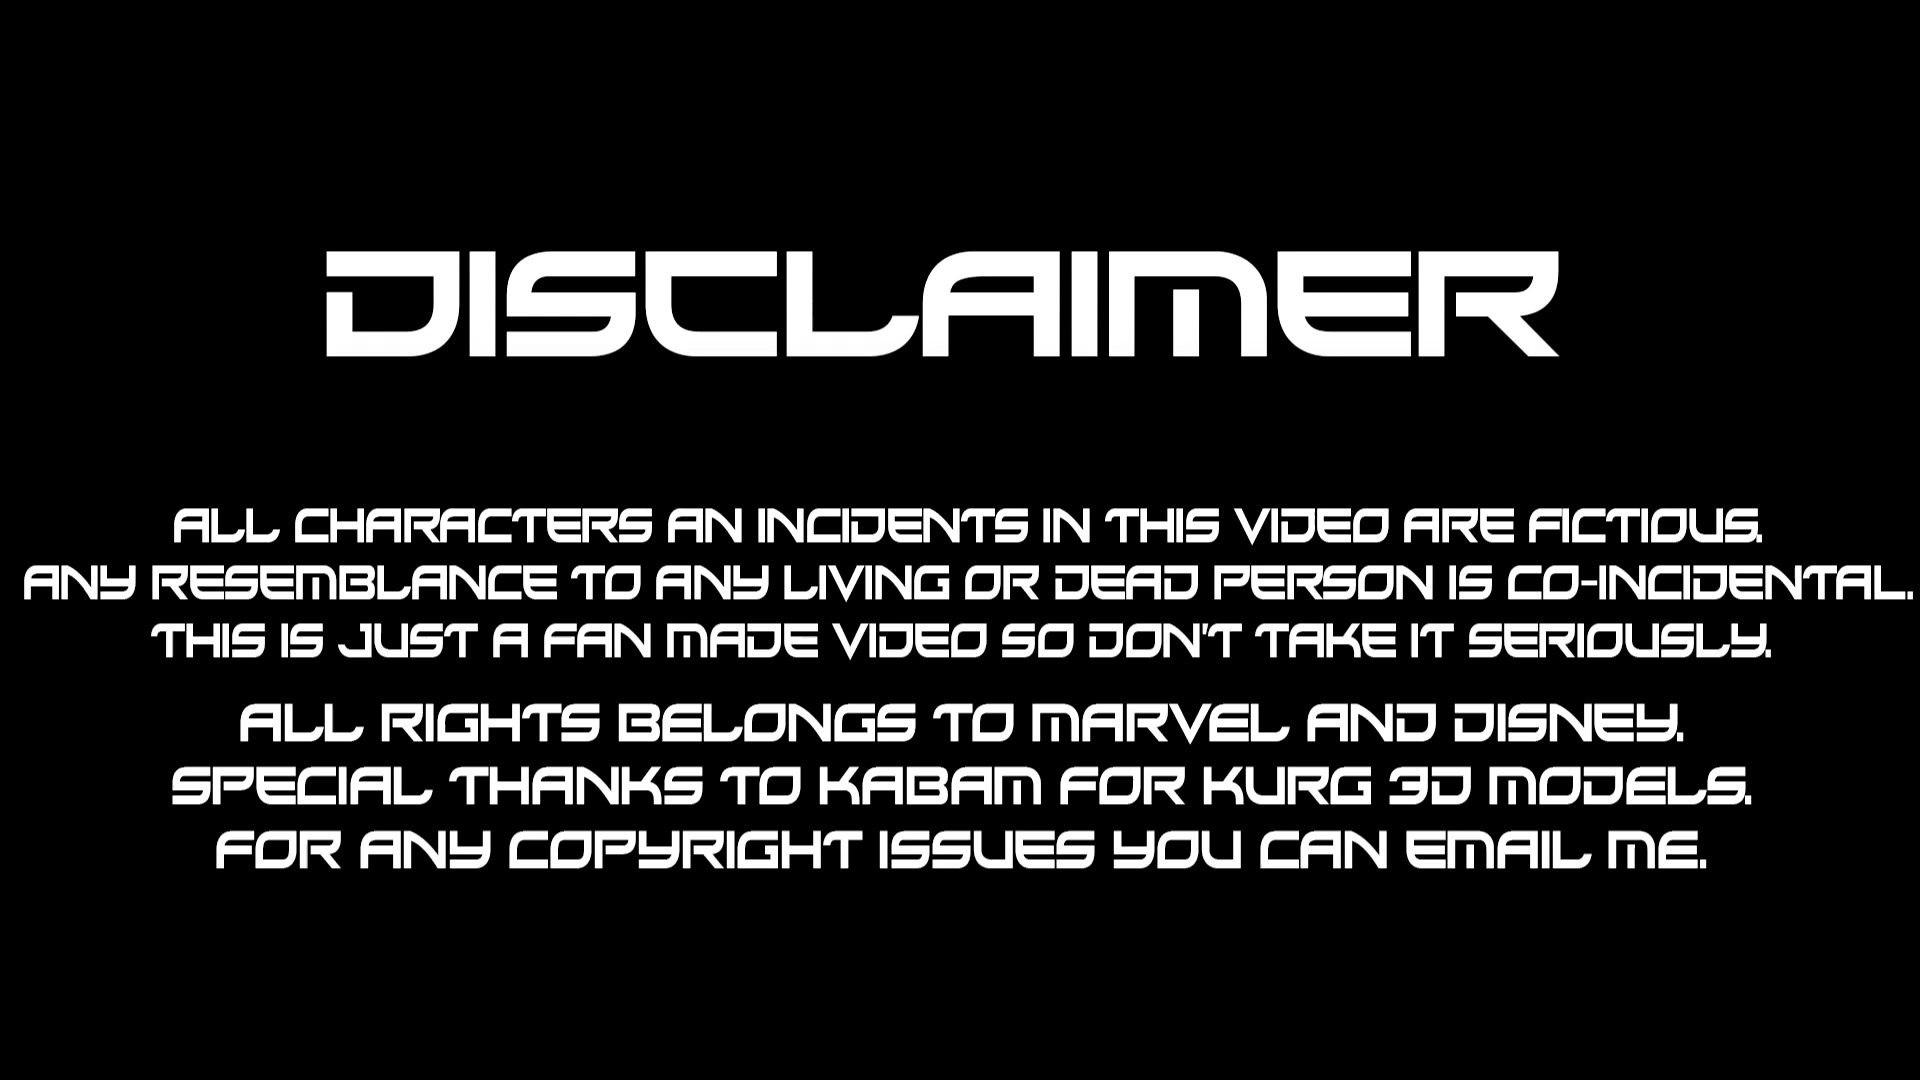 DISCLAIMER
ALL CHARACTERS AN INCIDENTS IN THIS VIDEO ARE FICTIOUS.
ANY RESEMBLANCE TO ANY LIVING OR DEAD PERSON IS CO-INCIDENTAL.
THIS IS JUST A FAN MADE VIDEO SO DON'T TAKE IT SERIOUSLY.
ALL RIGHTS BELONGS TO MARVEL AND DISNEY.
SPECIAL THANKS TO KABAM FOR KURG 3D MODELS.
FOR ANY COPYRIGHT ISSUES YOU CAN EMAIL ME.